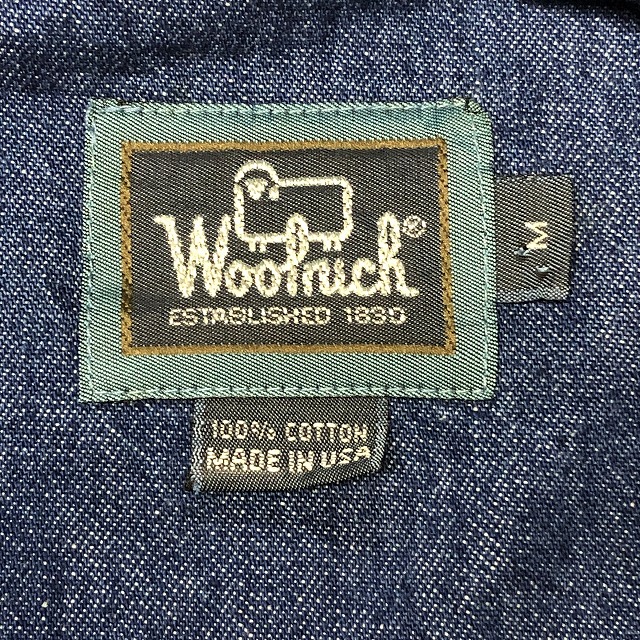 Woolrich®
ESTABLISHED 1830
M
100% COTTON
MADE IN USA